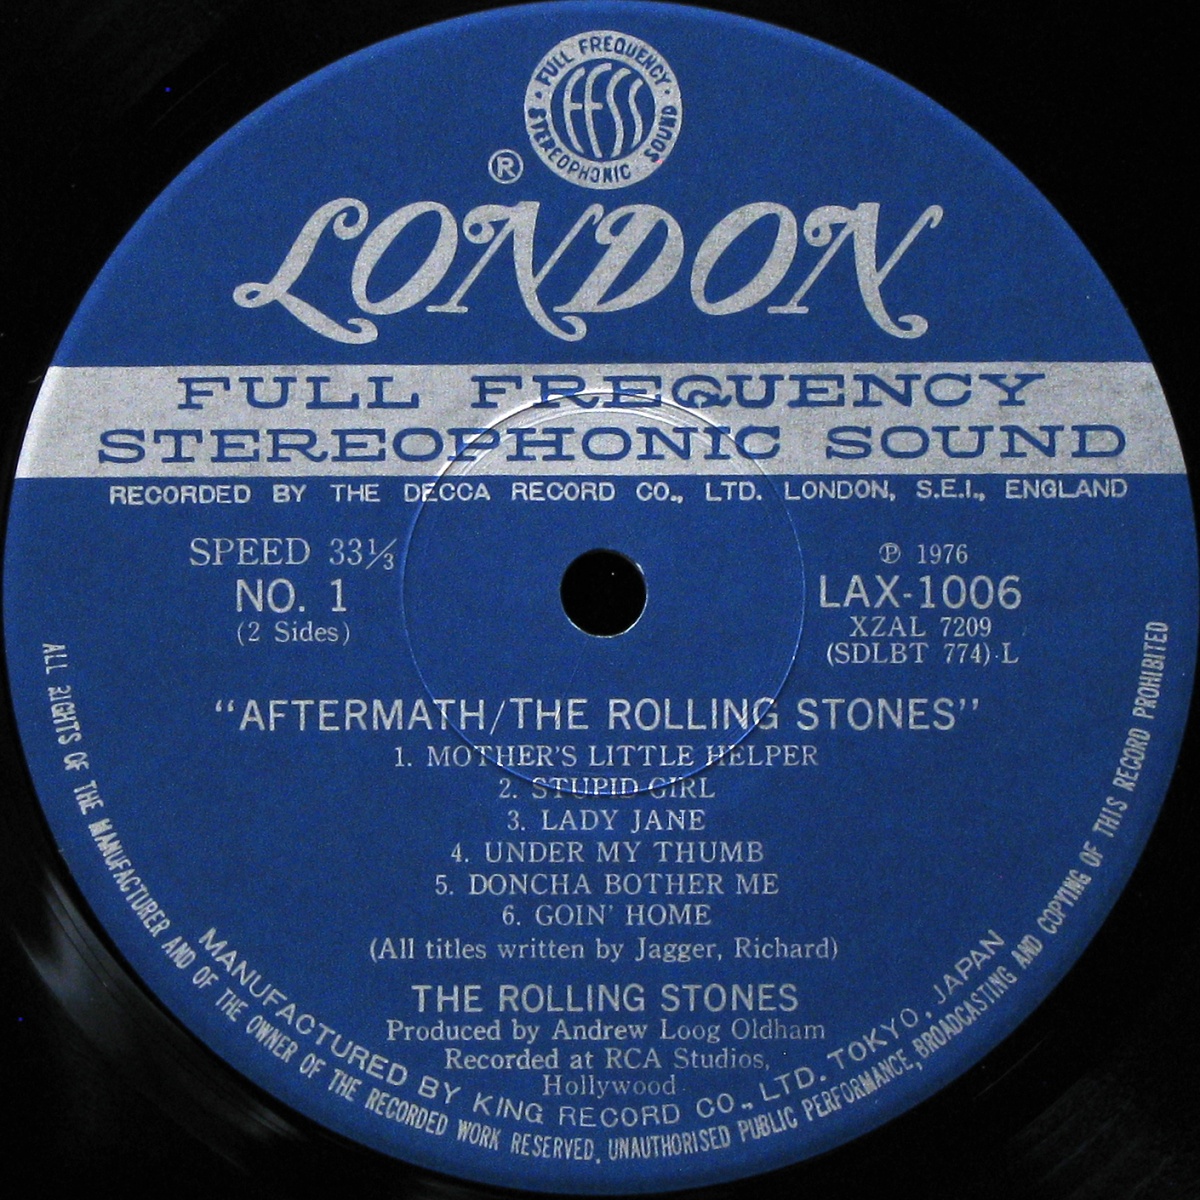 FULL FREQUENCY
FFSS
STEREOPHONIC SOUND
®
LONDON
FULL FREQUENCY
STEREOPHONIC SOUND
RECORDED BY THE DECCA RECORD CO., LTD. LONDON, S.E.I., ENGLAND
SPEED 33⅓
NO. 1
(2 Sides)
℗ 1976
LAX-1006
XZAL 7209
(SDLBT 774)·L
“AFTERMATH/THE ROLLING STONES”
1. MOTHER'S LITTLE HELPER
2. STUPID GIRL
3. LADY JANE
4. UNDER MY THUMB
5. DONCHA BOTHER ME
6. GOIN' HOME
(All titles written by Jagger, Richard)
THE ROLLING STONES
Produced by Andrew Loog Oldham
Recorded at RCA Studios,
Hollywood
MANUFACTURED BY KING RECORD CO., LTD. TOKYO, JAPAN
ALL RIGHTS OF THE MANUFACTURER AND OF THE OWNER OF THE RECORDED WORK RESERVED. UNAUTHORISED PUBLIC PERFORMANCE, BROADCASTING AND COPYING OF THIS RECORD PROHIBITED